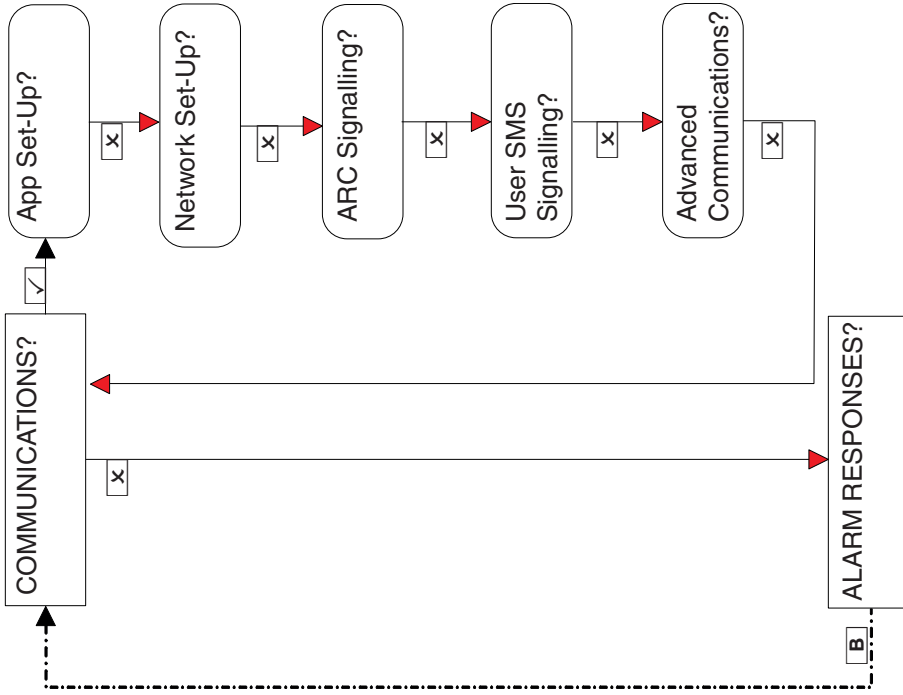 COMMUNICATIONS?
✓
App Set-Up?
x
Network Set-Up?
x
ARC Signalling?
x
User SMS
Signalling?
x
Advanced
Communications?
x
x
ALARM RESPONSES?
B